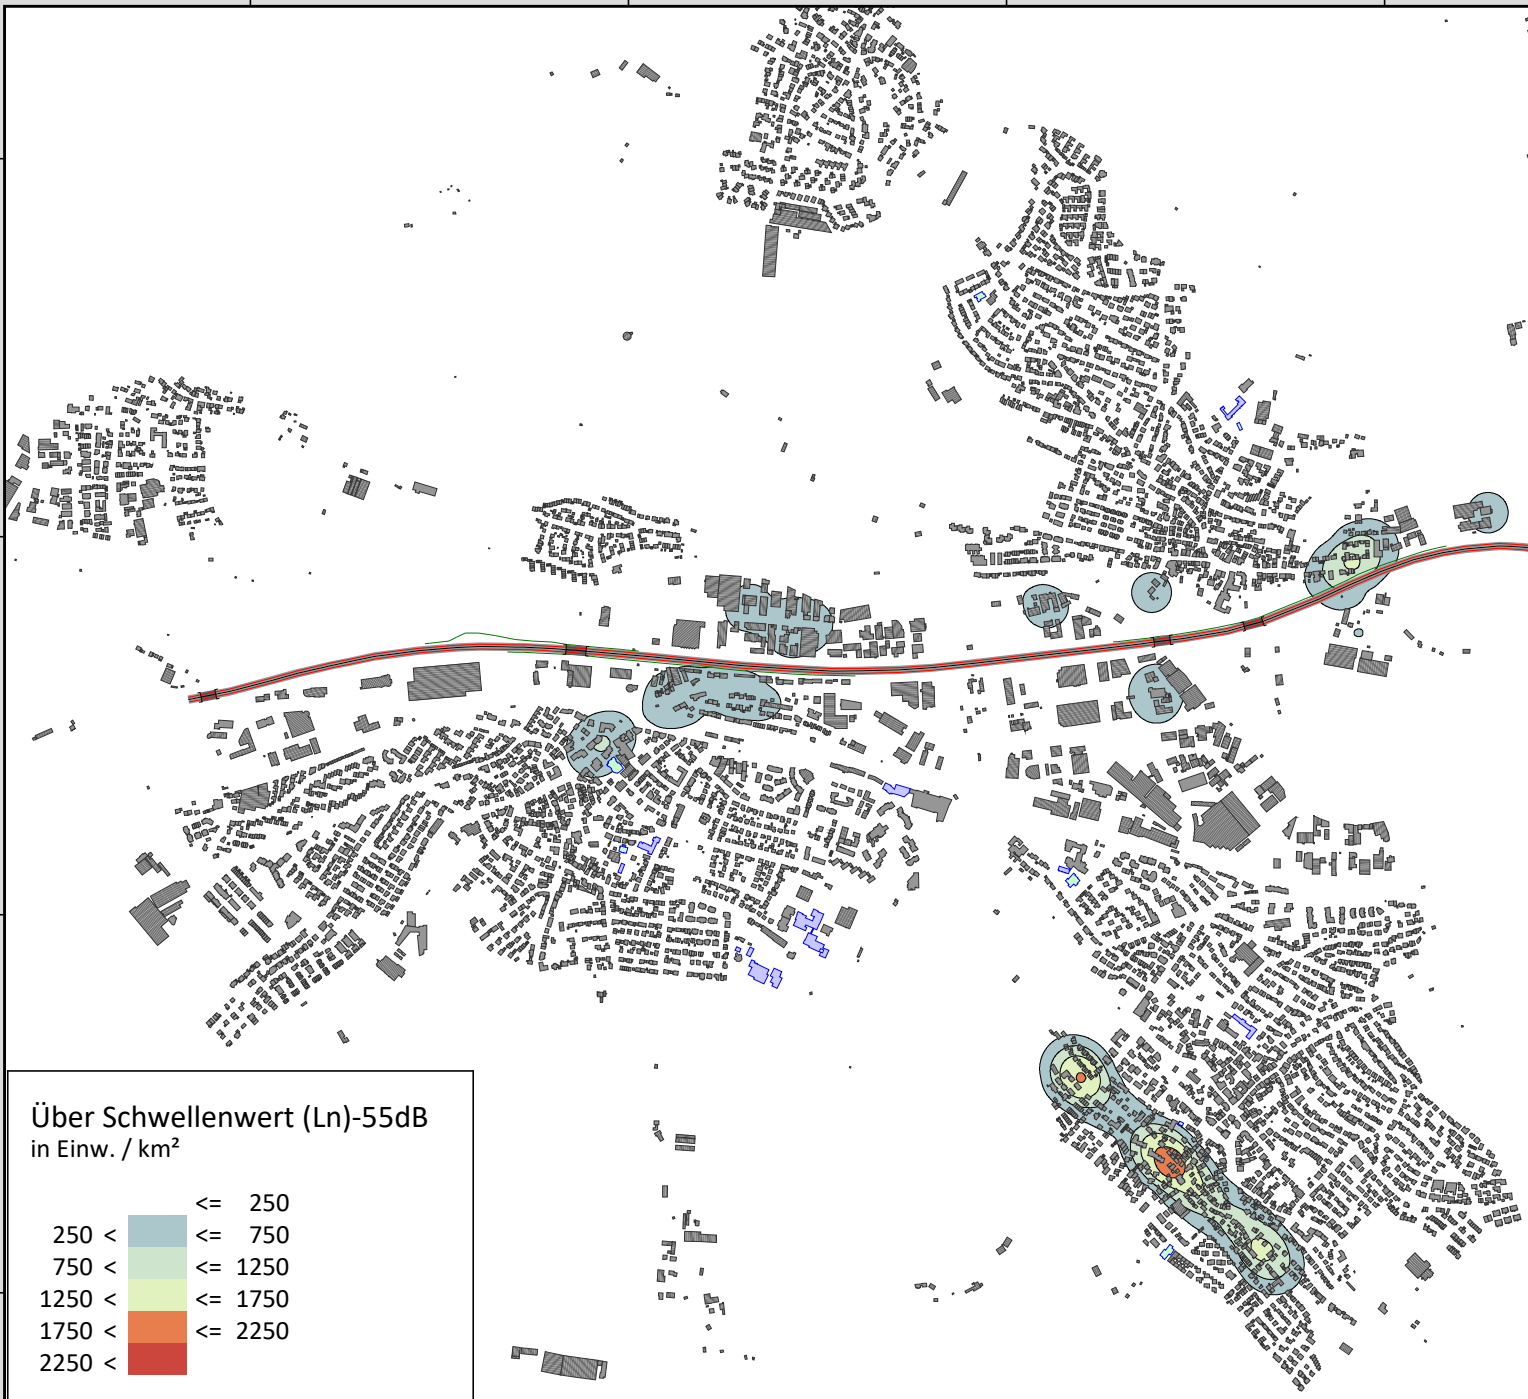 Über Schwellenwert (Ln)-55dB
in Einw. / km²
<= 250
250 < <= 750
750 < <= 1250
1250 < <= 1750
1750 < <= 2250
2250 <